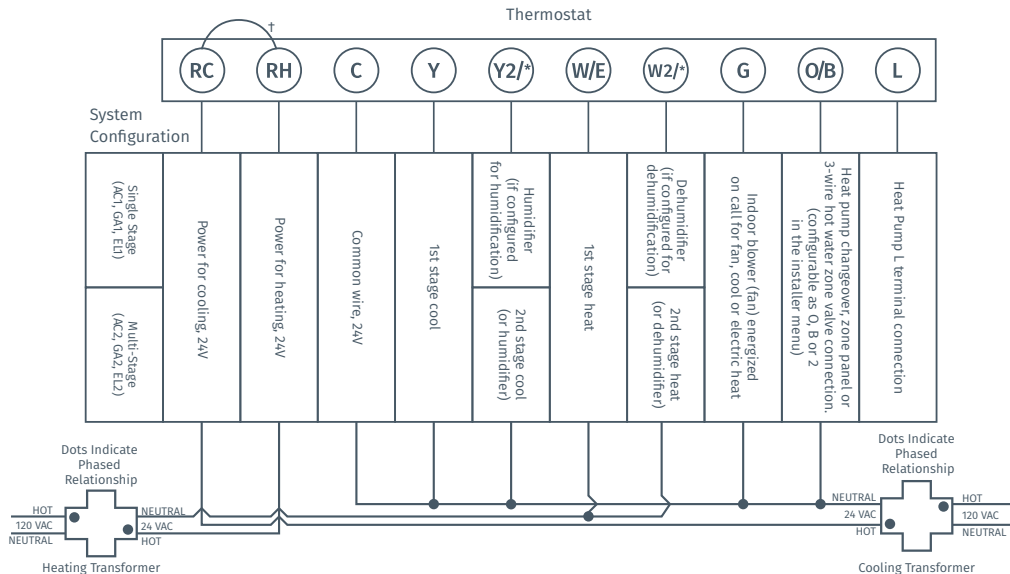 Thermostat
†
RC
RH
C
Y
Y2/*
W/E
W2/*
G
O/B
L
System
Configuration
Single Stage
(AC1, GA1, EL1)
Multi-Stage
(AC2, GA2, EL2)
Power for cooling, 24V
Power for heating, 24V
Common wire, 24V
1st stage cool
Humidifier
(if configured
for humidification)
2nd stage cool
(or humidifier)
1st stage heat
Dehumidifier
(if configured for
dehumidification)
2nd stage heat
(or dehumidifier)
Indoor blower (fan) energized
on call for fan, cool or electric heat
Heat pump changeover, zone panel or
3-wire hot water zone valve connection.
(configurable as O, B or 2
in the installer menu)
Heat Pump L terminal connection
Dots Indicate
Phased
Relationship
HOT
120 VAC
NEUTRAL
NEUTRAL
24 VAC
HOT
Heating Transformer
Dots Indicate
Phased
Relationship
NEUTRAL
24 VAC
HOT
HOT
120 VAC
NEUTRAL
Cooling Transformer